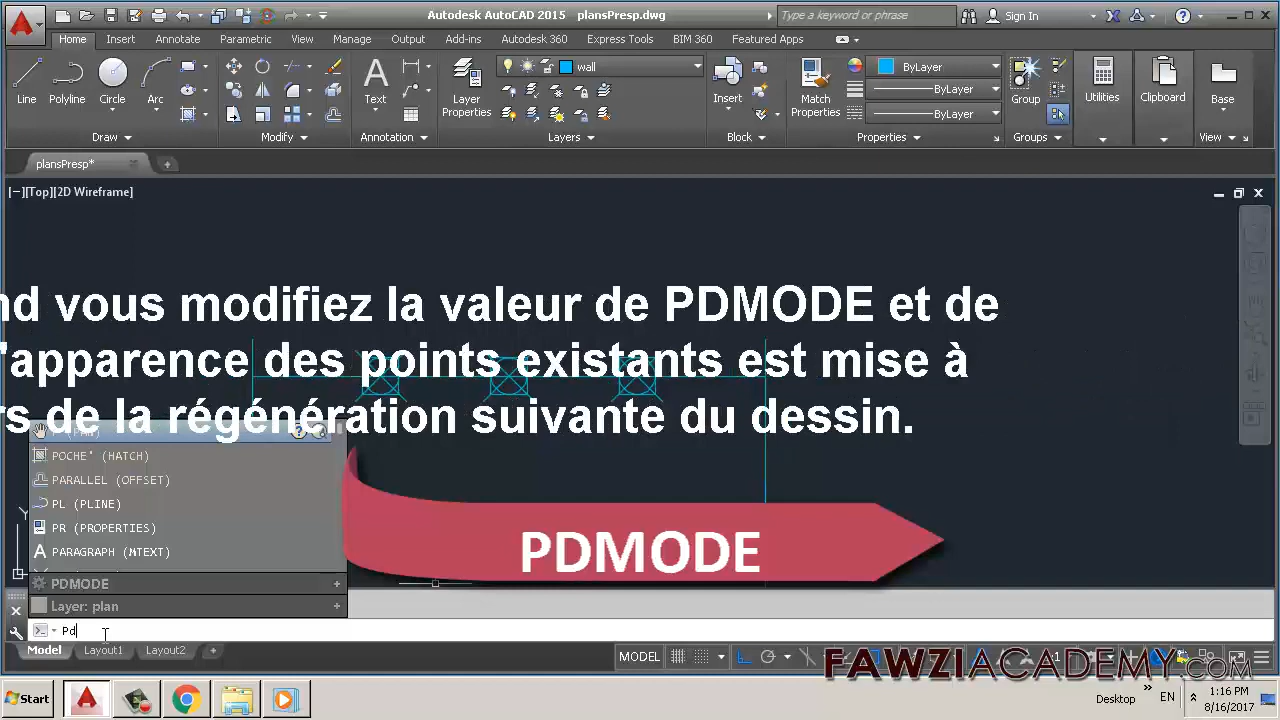 Autodesk AutoCAD 2015 plansPresp.dwg
Type a keyword or phrase
Sign In
Home Insert Annotate Parametric View Manage Output Add-ins Autodesk 360 Express Tools BIM 360 Featured Apps
Line Polyline Circle Arc
Text
Layer Properties
wall
Insert
Match Properties
ByLayer
ByLayer
ByLayer
Group
Utilities
Clipboard
Base
Draw Modify Annotation Layers Block Properties Groups View
plansPresp*
[−][Top][2D Wireframe]
nd vous modifiez la valeur de PDMODE et de
'apparence des points existants est mise à
rs de la régénération suivante du dessin.
POCHE' (HATCH)
PARALLEL (OFFSET)
PL (PLINE)
PR (PROPERTIES)
PARAGRAPH (MTEXT)
PDMODE
Layer: plan
PDMODE
Y
Pd
Model Layout1 Layout2
MODEL
FAWZIACADEMY.COM
Start
Desktop
EN
1:16 PM
8/16/2017